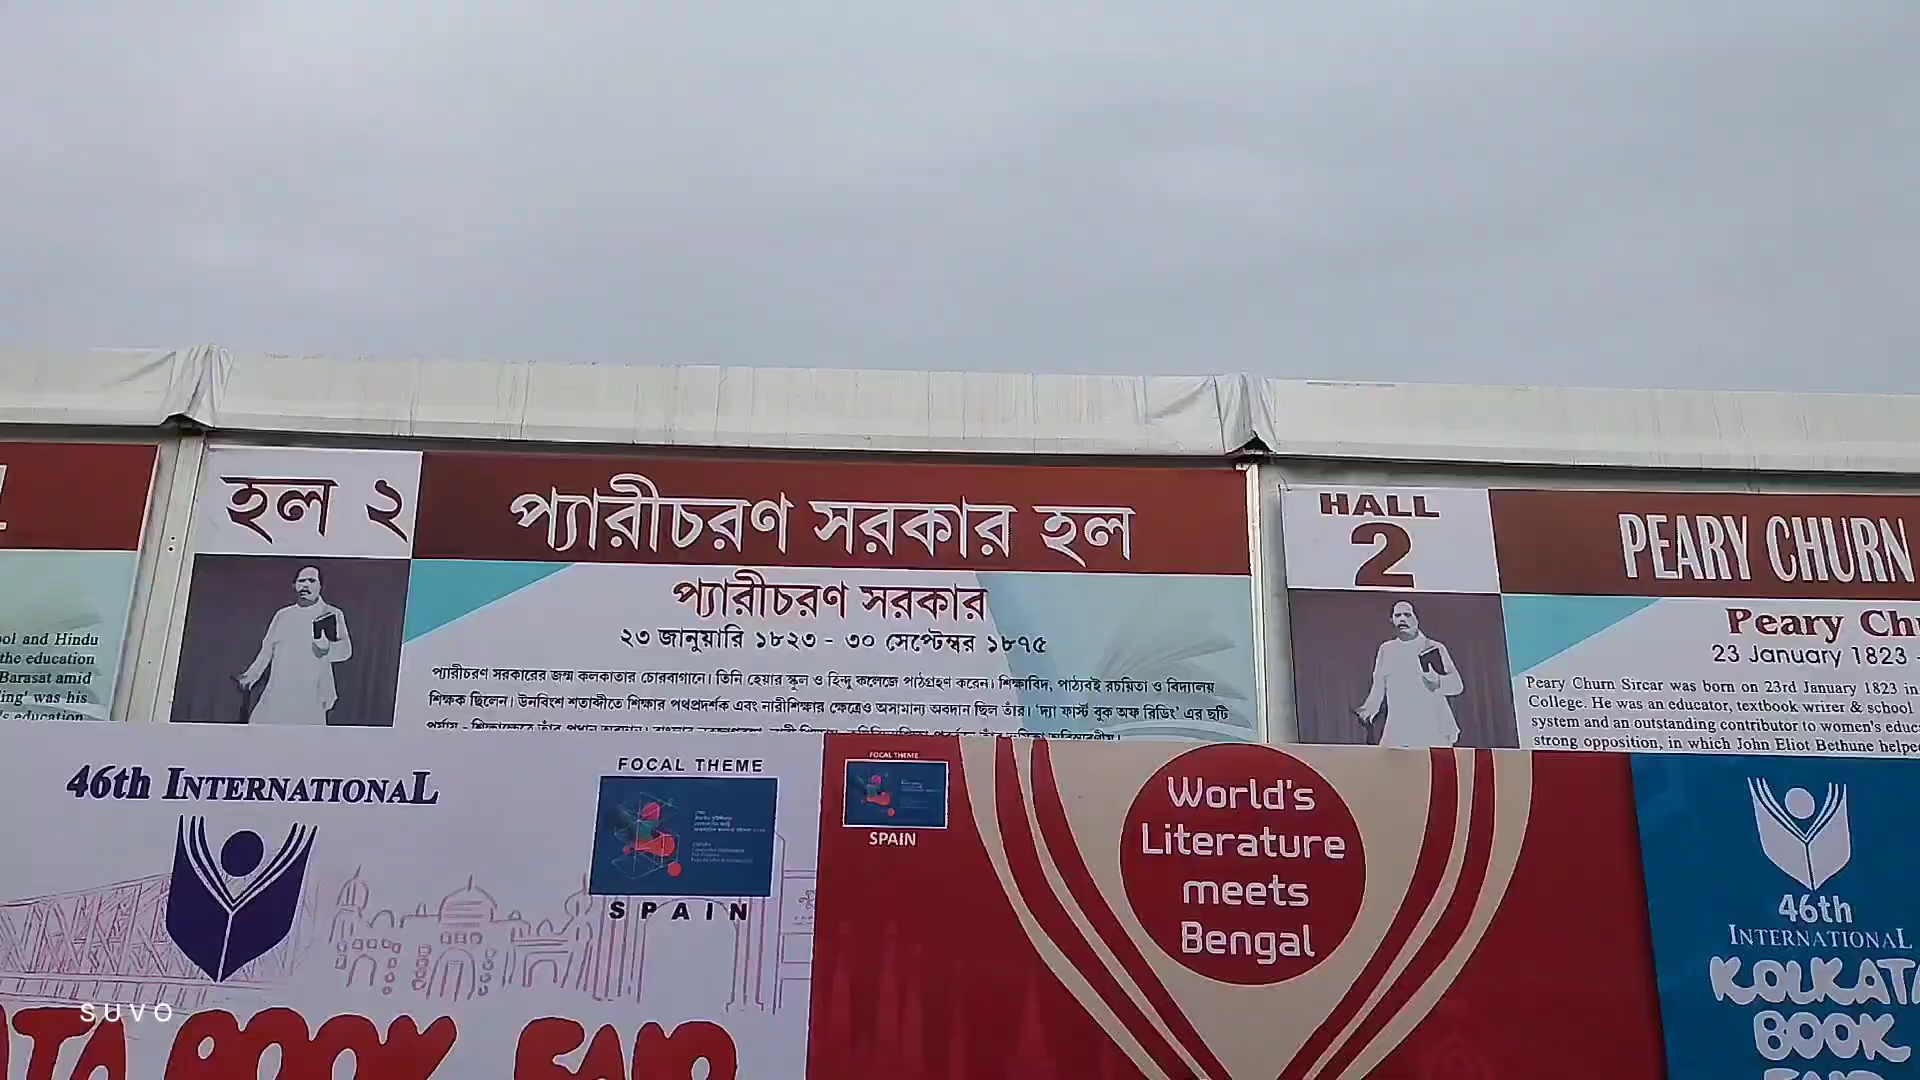 হল ২
প্যারীচরণ সরকার হল
প্যারীচরণ সরকার
২৩ জানুয়ারি ১৮২৩ - ৩০ সেপ্টেম্বর ১৮৭৫
প্যারীচরণ সরকারের জন্ম কলকাতার চোরবাগানে। তিনি হেয়ার স্কুল ও হিন্দু কলেজে পাঠগ্রহণ করেন। শিক্ষাবিদ, পাঠ্যবই রচয়িতা ও বিদ্যালয়
শিক্ষক ছিলেন। উনবিংশ শতাব্দীতে শিক্ষার পথপ্রদর্শক এবং নারীশিক্ষার ক্ষেত্রেও অসামান্য অবদান ছিল তাঁর। 'দ্যা ফার্স্ট বুক অফ রিডিং' এর ছটি
HALL
2
PEARY CHURN
Peary
23 January 1823 -
Peary Churn Sircar was born on 23rd January 1823 in
College. He was an educator, textbook wrirer & school
system and an outstanding contributor to women's
strong opposition, in which John Eliot Bethune
and Hindu
the education
Barasat amid
was his
education
46th INTERNATIONAL
FOCAL THEME
SPAIN
BOOK FAIR
FOCAL THEME
SPAIN
World's
Literature
meets
Bengal
46th
INTERNATIONAL
KOLKATA
BOOK
FAIR
SUVO